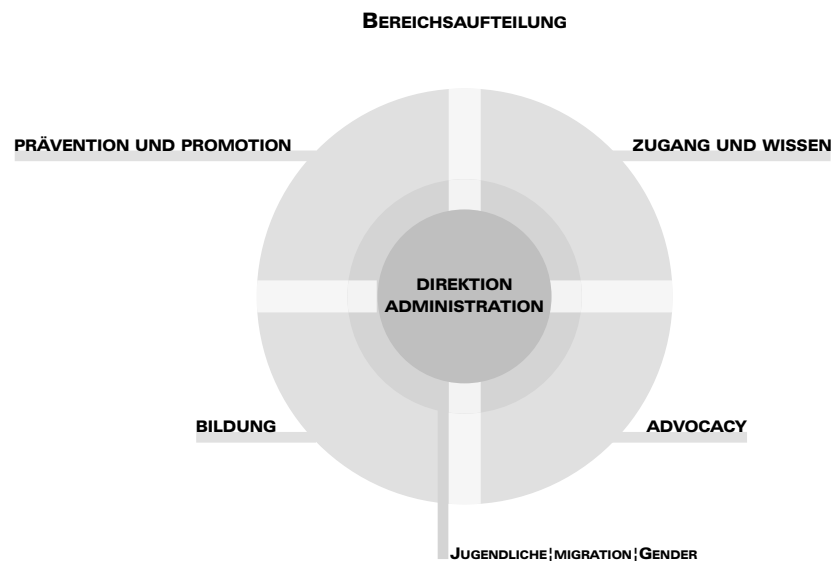 BEREICHSAUFTEILUNG
PRÄVENTION UND PROMOTION
ZUGANG UND WISSEN
DIREKTION
ADMINISTRATION
BILDUNG
ADVOCACY
JUGENDLICHE¦MIGRATION¦GENDER